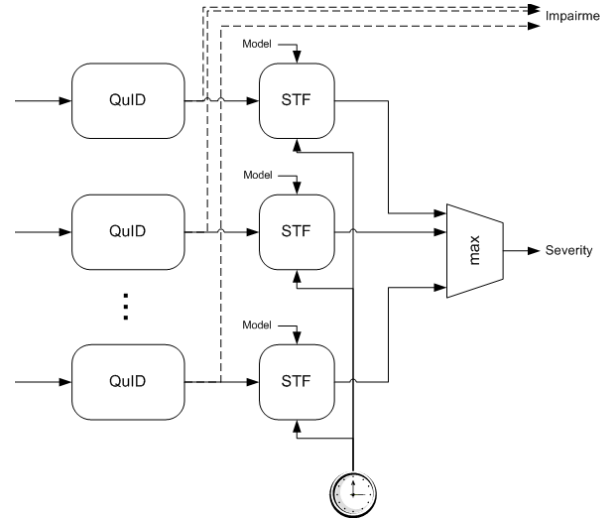 Impairme
Model
QuID
STF
Model
QuID
STF
max
Severity
Model
QuID
STF